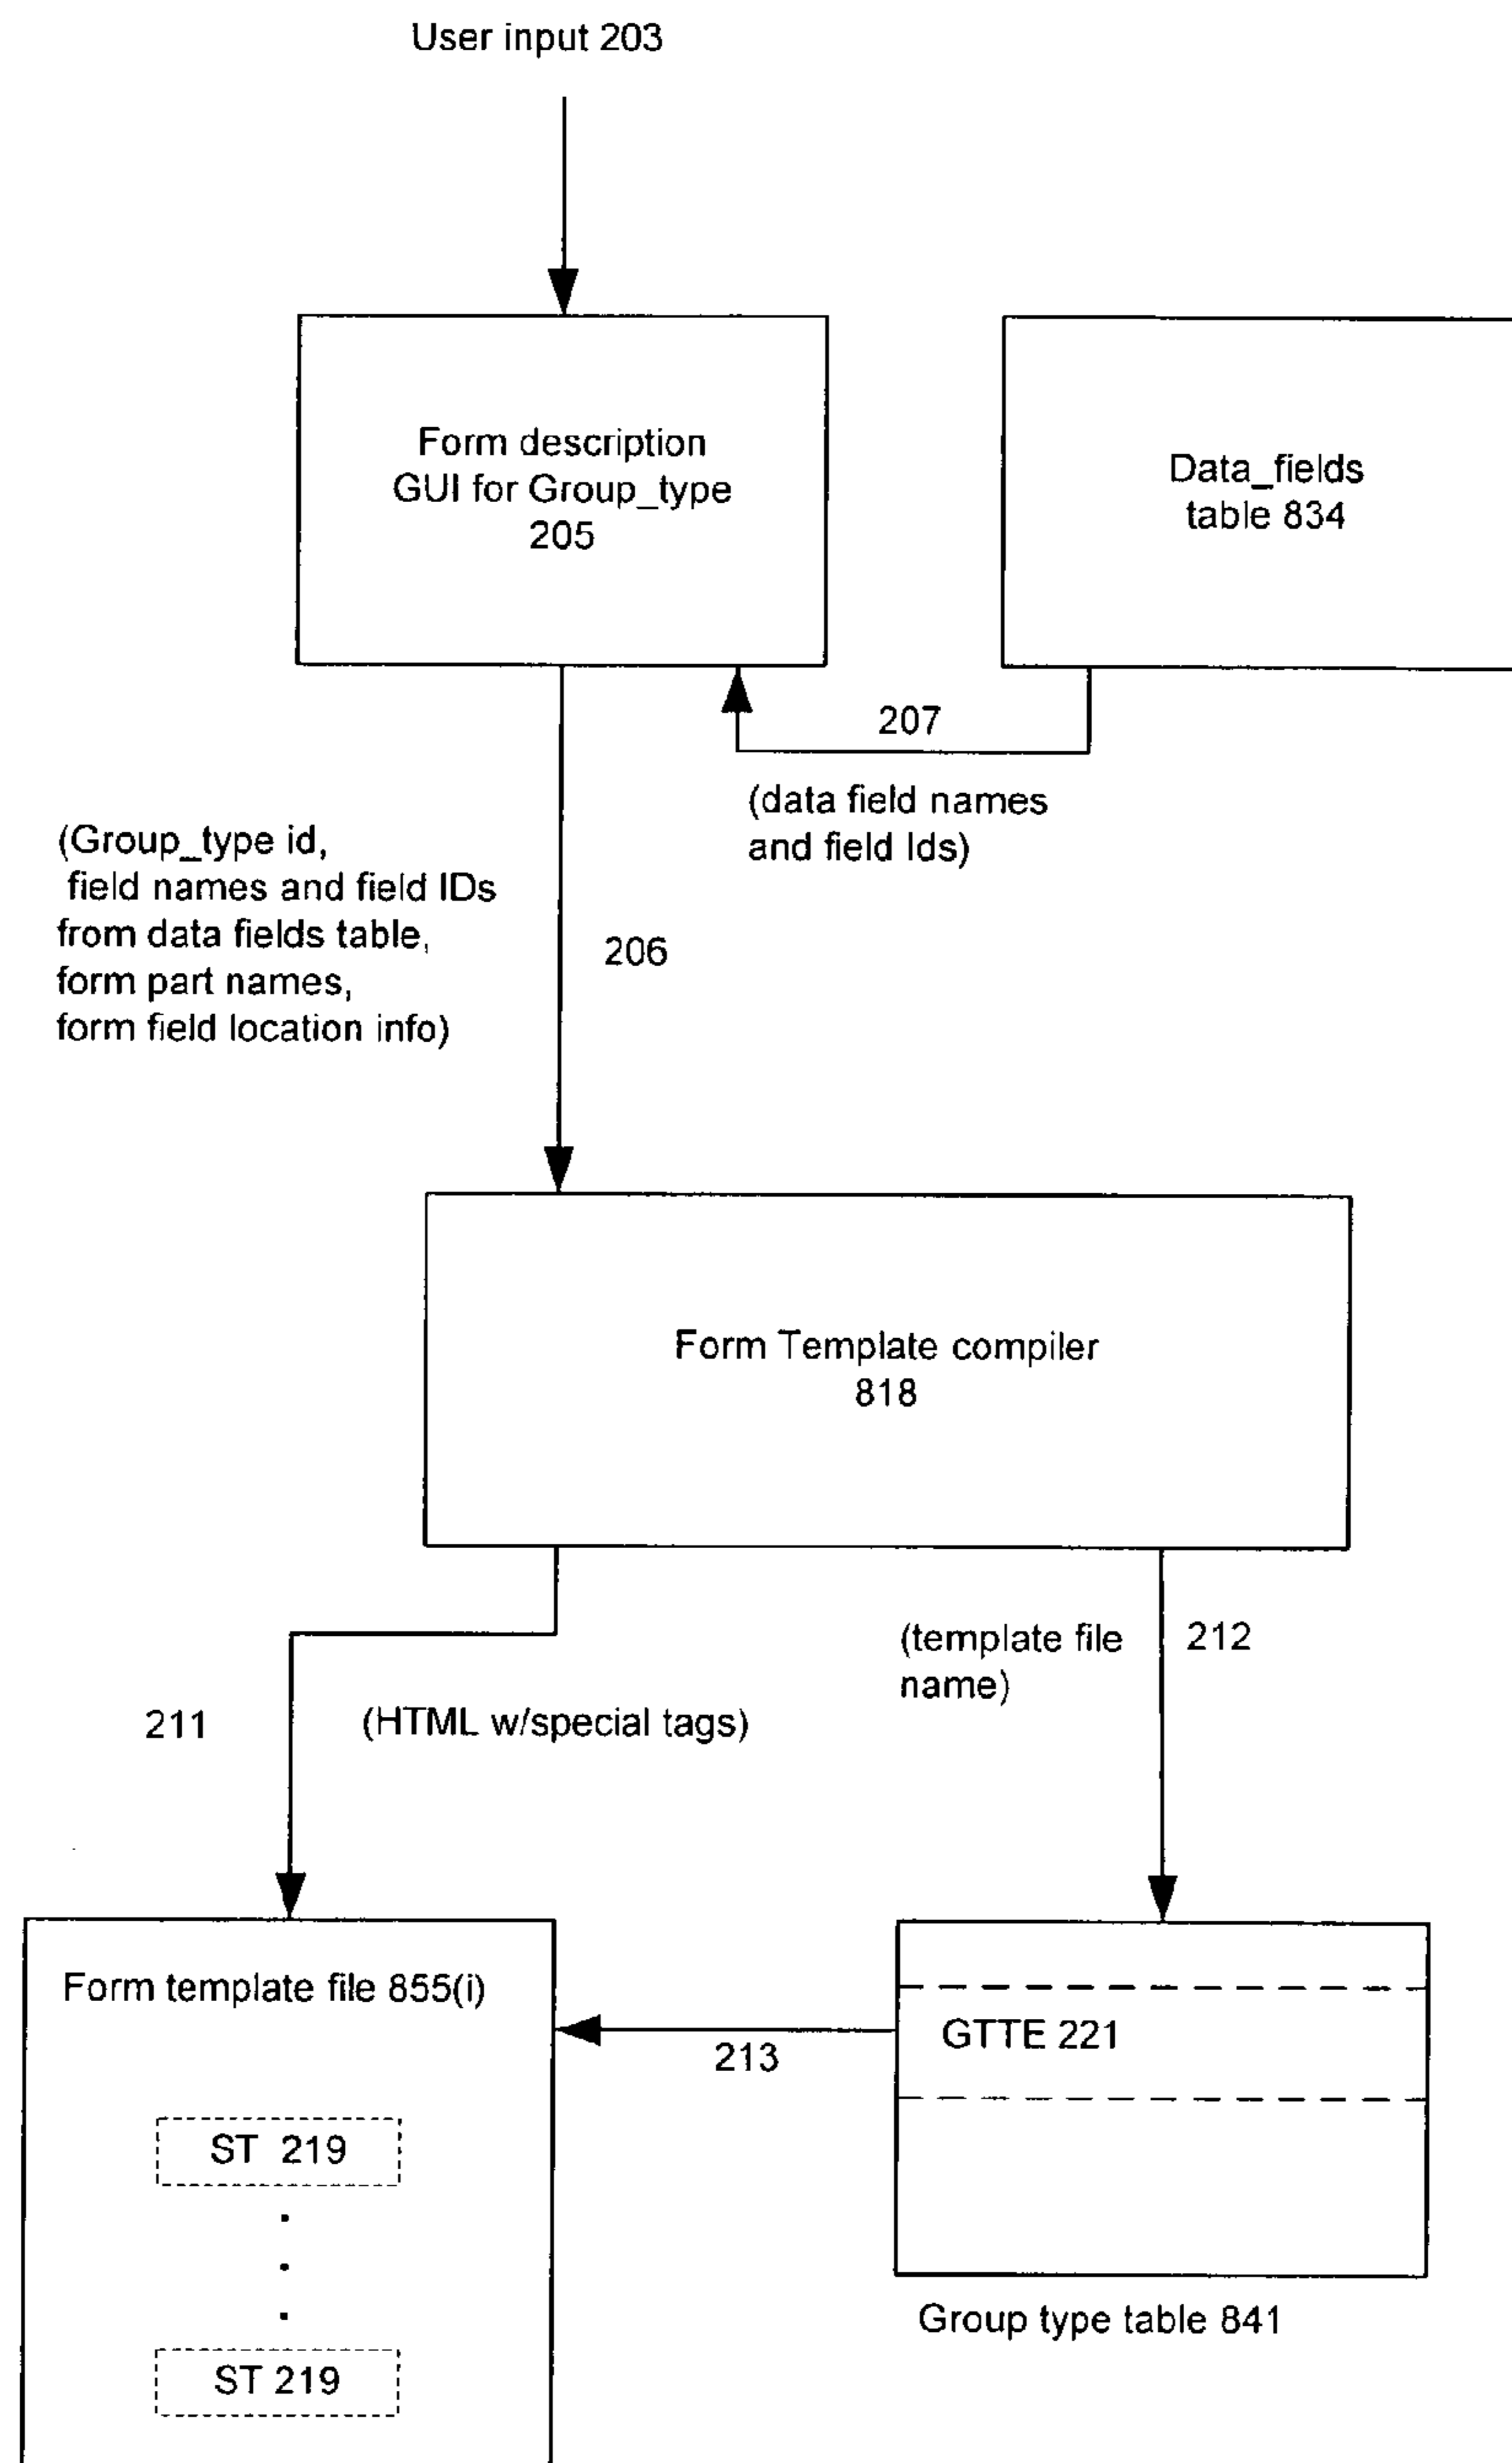 User input 203
Form description
GUI for Group_type
205
Data_fields
table 834
207
(data field names
and field Ids)
(Group_type id,
field names and field IDs
from data fields table,
form part names,
form field location info)
206
Form Template compiler
818
(template file
name)
212
211
(HTML w/special tags)
Form template file 855(i)
GTTE 221
213
ST 219
ST 219
Group type table 841